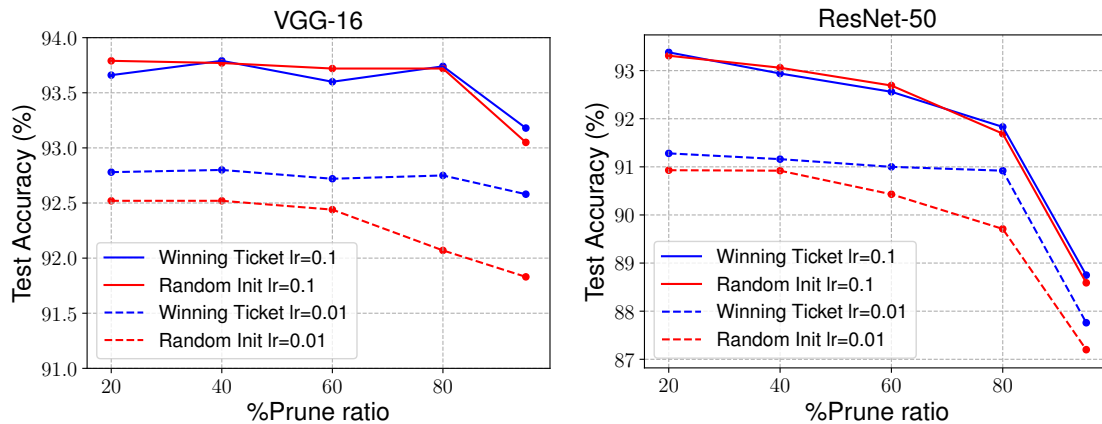 VGG-16
Test Accuracy (%)
94.0
93.5
93.0
92.5
92.0
91.5
91.0
Winning Ticket lr=0.1
Random Init lr=0.1
Winning Ticket lr=0.01
Random Init lr=0.01
20 40 60 80
%Prune ratio
ResNet-50
Test Accuracy (%)
93
92
91
90
89
88
87
Winning Ticket lr=0.1
Random Init lr=0.1
Winning Ticket lr=0.01
Random Init lr=0.01
20 40 60 80
%Prune ratio